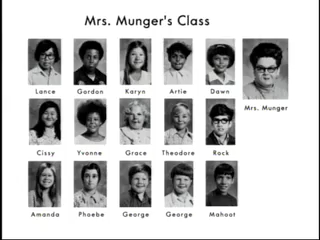 Mrs. Munger's Class
Lance Gordon Karyn Artie Dawn
Mrs. Munger
Cissy Yvonne Grace Theodore Rock
Amanda Phoebe George George Mahoot